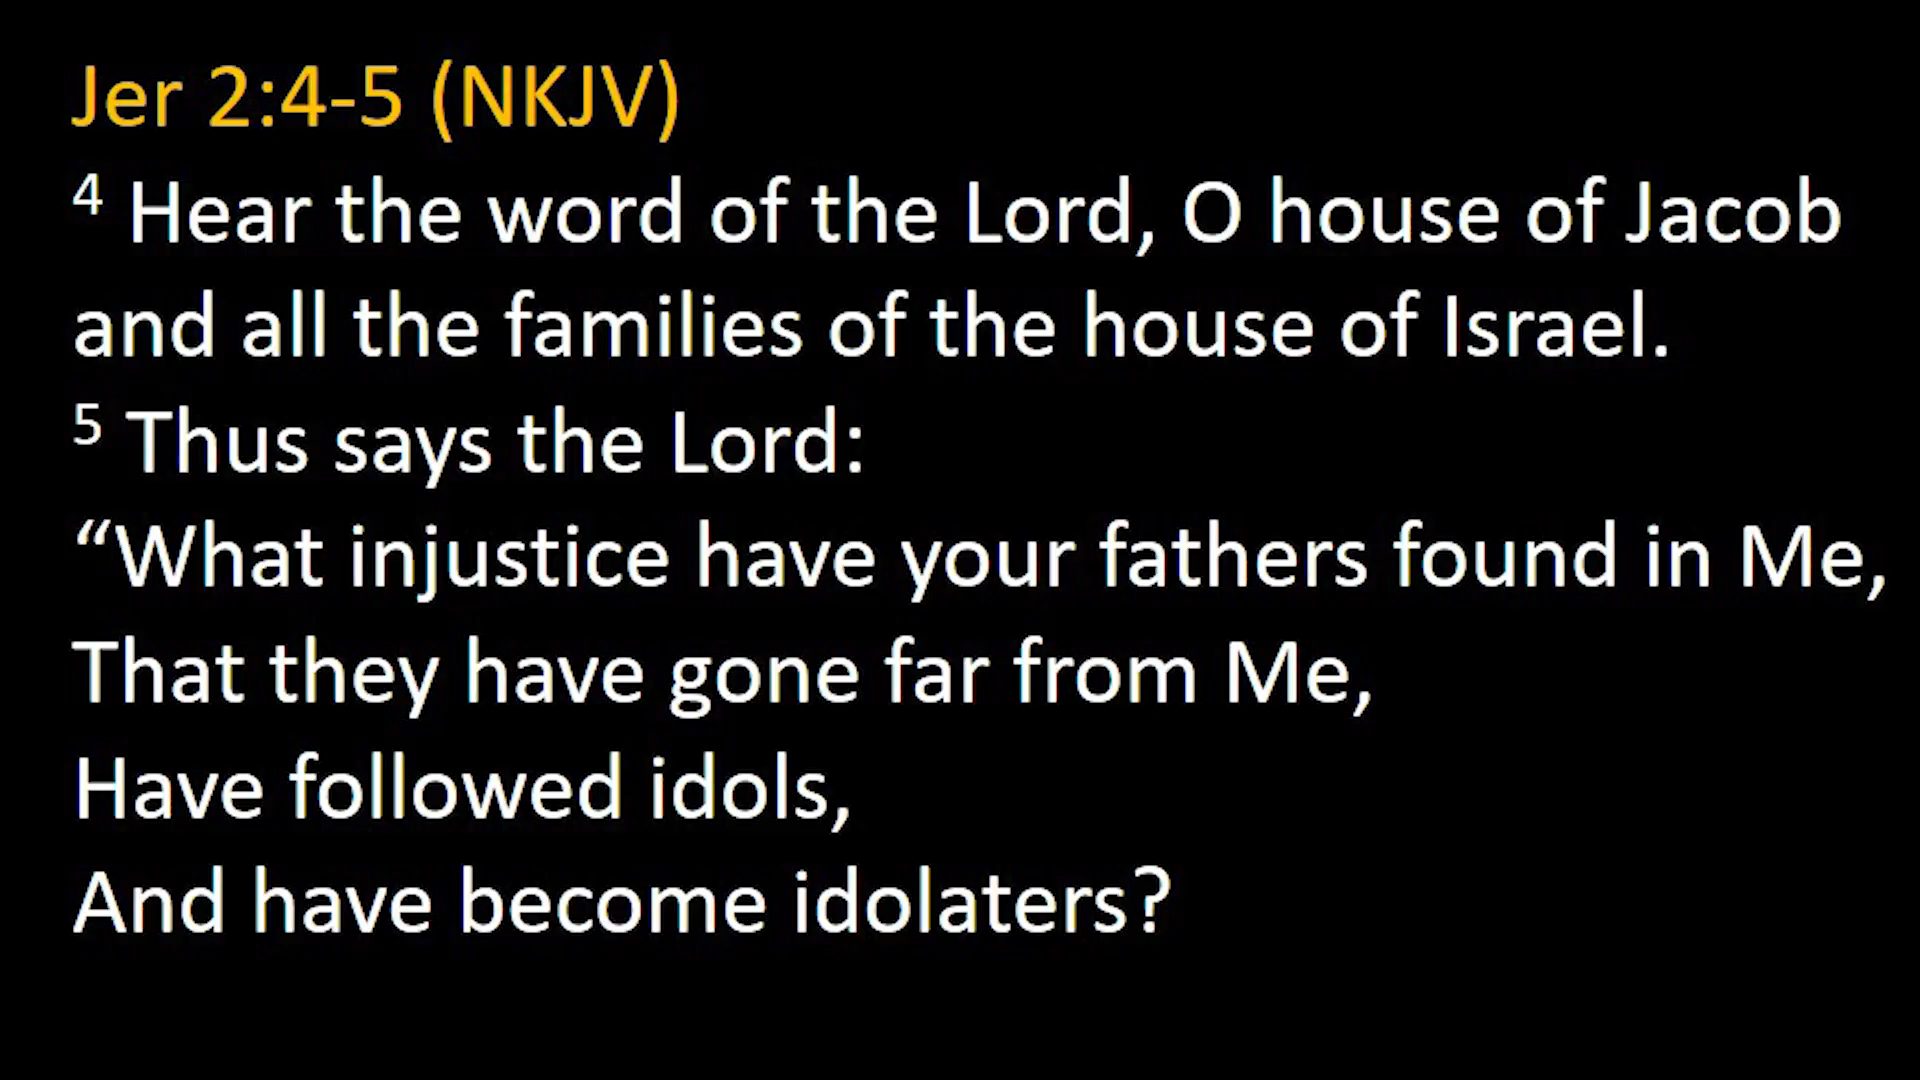 Jer 2:4-5 (NKJV)
4 Hear the word of the Lord, O house of Jacob
and all the families of the house of Israel.
5 Thus says the Lord:
“What injustice have your fathers found in Me,
That they have gone far from Me,
Have followed idols,
And have become idolaters?